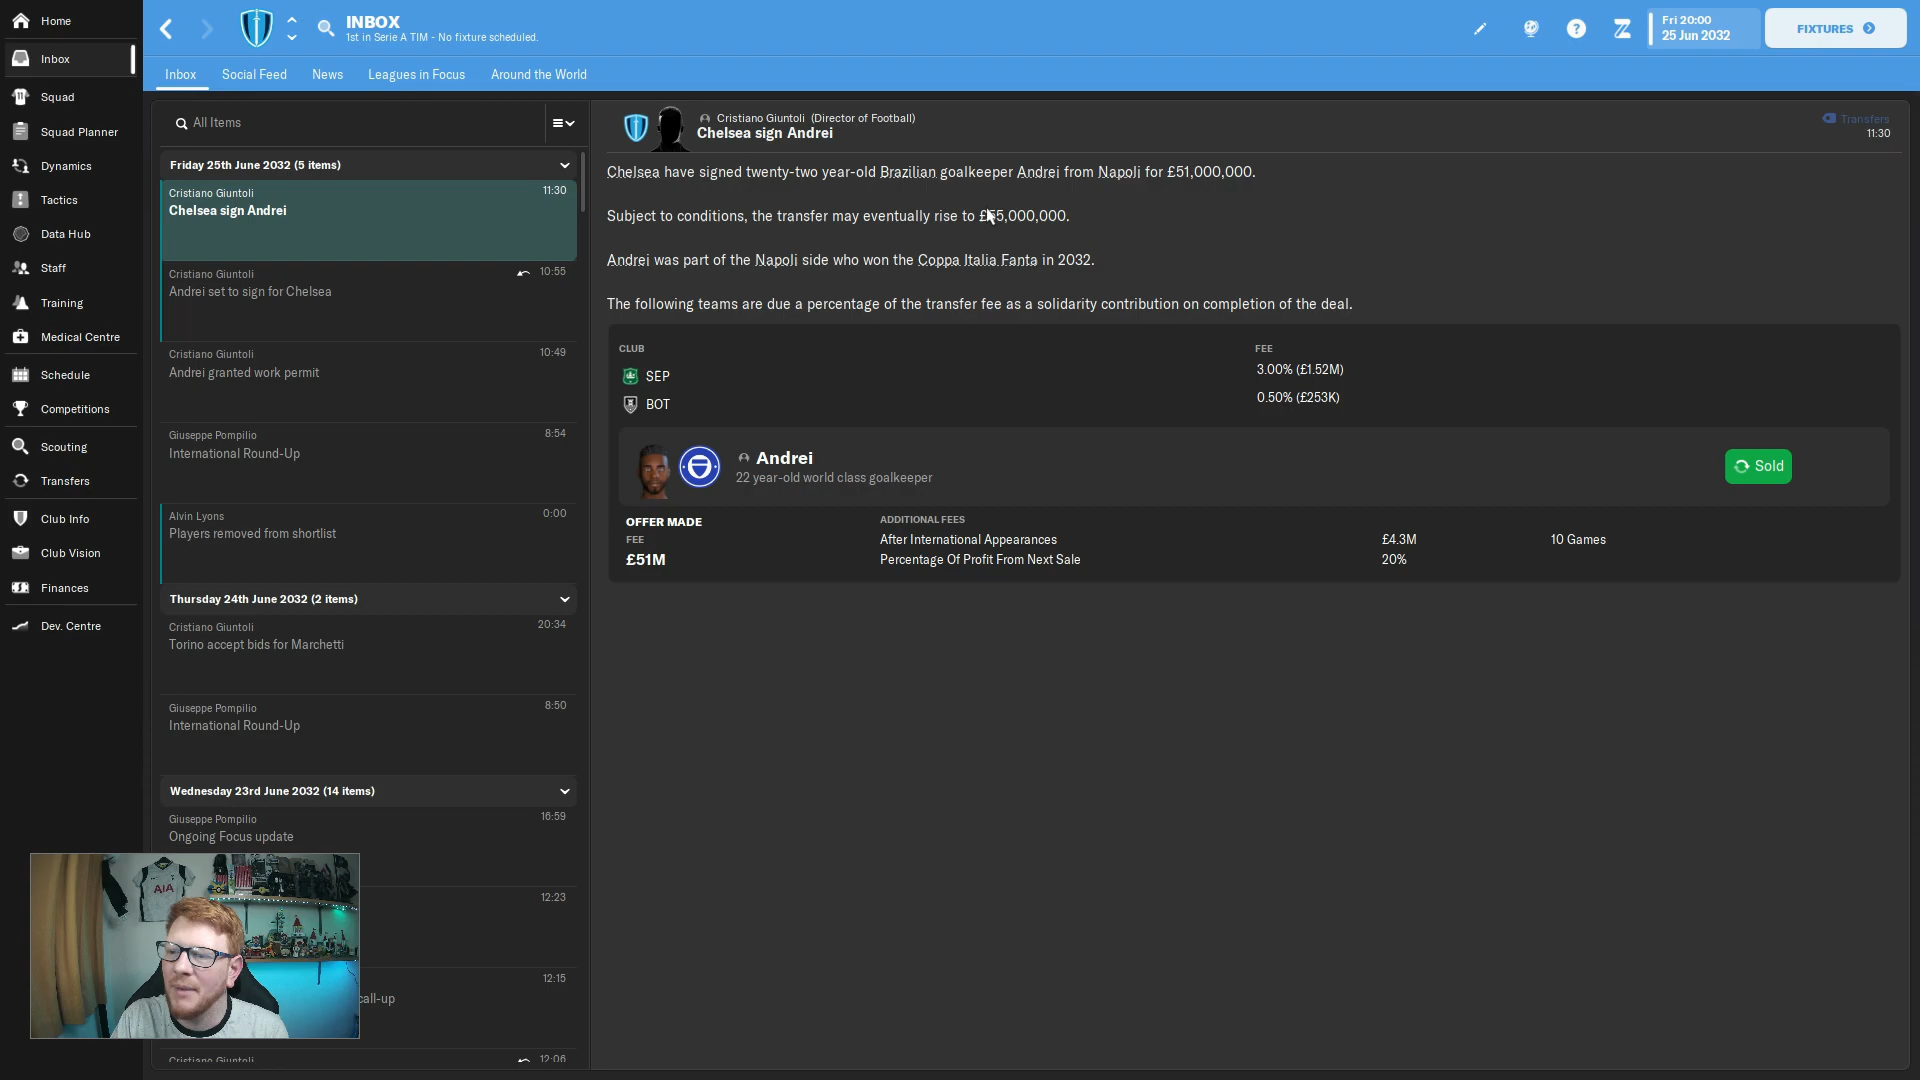 Home
Inbox
Squad
Squad Planner
Dynamics
Tactics
Data Hub
Staff
Training
Medical Centre
Schedule
Competitions
Scouting
Transfers
Club Info
Club Vision
Finances
Dev. Centre
INBOX
1st in Serie A TIM - No fixture scheduled.
Fri 20:00
25 Jun 2032
FIXTURES
Inbox Social Feed News Leagues in Focus Around the World
All Items
Friday 25th June 2032 (5 items)
Cristiano Giuntoli 11:30
Chelsea sign Andrei
Cristiano Giuntoli 10:55
Andrei set to sign for Chelsea
Cristiano Giuntoli 10:49
Andrei granted work permit
Giuseppe Pompilio 8:54
International Round-Up
Alvin Lyons 0:00
Players removed from shortlist
Thursday 24th June 2032 (2 items)
Cristiano Giuntoli 20:34
Torino accept bids for Marchetti
Giuseppe Pompilio 8:50
International Round-Up
Wednesday 23rd June 2032 (14 items)
Giuseppe Pompilio 16:59
Ongoing Focus update
12:23
12:15
call-up
Cristiano Giuntoli 12:06
AIA
Cristiano Giuntoli (Director of Football)
Chelsea sign Andrei
Transfers
11:30
Chelsea have signed twenty-two year-old Brazilian goalkeeper Andrei from Napoli for £51,000,000.
Subject to conditions, the transfer may eventually rise to £55,000,000.
Andrei was part of the Napoli side who won the Coppa Italia Fanta in 2032.
The following teams are due a percentage of the transfer fee as a solidarity contribution on completion of the deal.
CLUB FEE
SEP 3.00% (£1.52M)
BOT 0.50% (£253K)
Andrei
22 year-old world class goalkeeper
Sold
OFFER MADE ADDITIONAL FEES
FEE After International Appearances £4.3M 10 Games
£51M Percentage Of Profit From Next Sale 20%